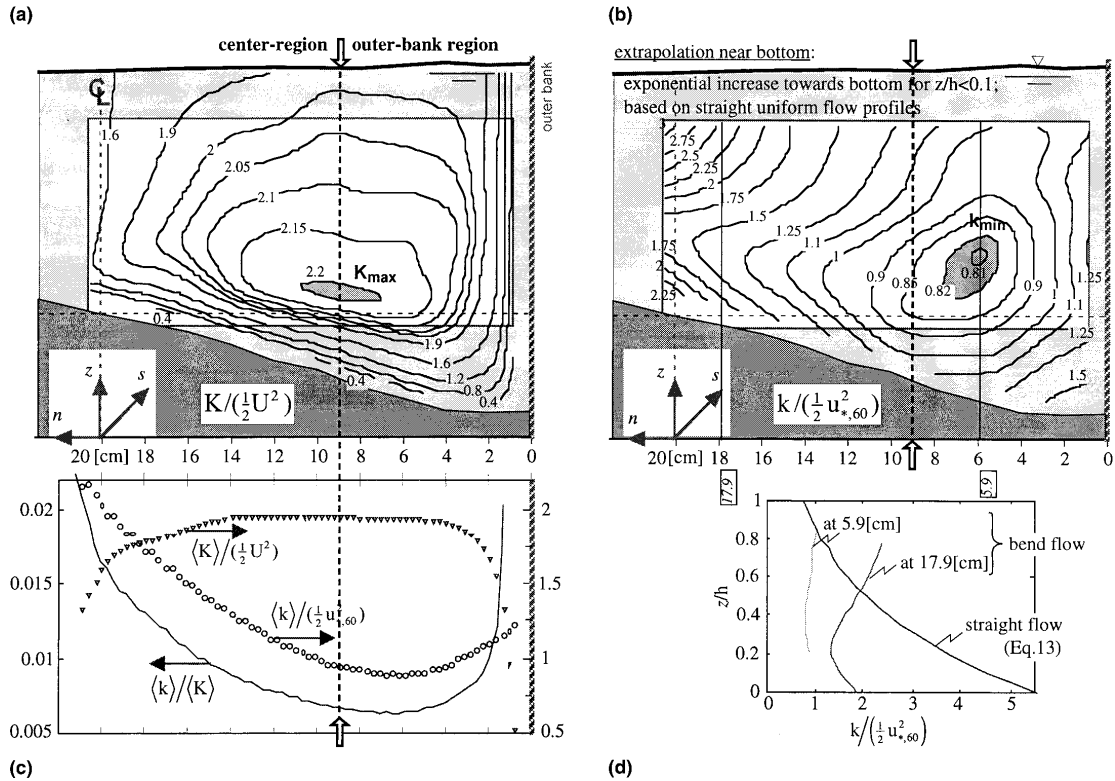 (a)
center-region outer-bank region
outer bank
℄
1.6
1.9
2
2.05
2.1
2.15
2.2
Kmax
0.4
1.9
1.6
1.2
0.8
0.4
0.4
z
s
n
K/(½U²)
20 [cm] 16 14 12 10 8 6 4 2 0
(b)
extrapolation near bottom:
exponential increase towards bottom for z/h<0.1;
based on straight uniform flow profiles
3
2.75
2.5
2.25
2
1.75
1.5
1.25
1.1
1
0.9
0.85
0.82
0.81
kmin
0.9
1
1.1
1.25
1.25
1.5
1.75
2
2.25
z
s
n
k/(½u²*,60)
20 [cm] 16 14 12 10 8 6 4 2 0
17.9
5.9
0.02
0.015
0.01
0.005
2
1.5
1
0.5
⟨K⟩/(½U²)
⟨k⟩/(½u²*,60)
⟨k⟩/⟨K⟩
(c)
1
0.8
0.6
0.4
0.2
0
z/h
at 5.9[cm]
at 17.9[cm]
bend flow
straight flow
(Eq.13)
0 1 2 3 4 5
k/(½u²*,60)
(d)